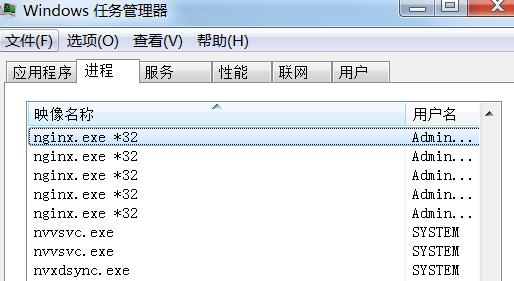 Windows 任务管理器
文件(F) 选项(O) 查看(V) 帮助(H)
应用程序 进程 服务 性能 联网 用户
映像名称 用户名
nginx.exe *32 Admin...
nginx.exe *32 Admin...
nginx.exe *32 Admin...
nginx.exe *32 Admin...
nginx.exe *32 Admin...
nvvsvc.exe SYSTEM
nvvsvc.exe SYSTEM
nvxdsync.exe SYSTEM